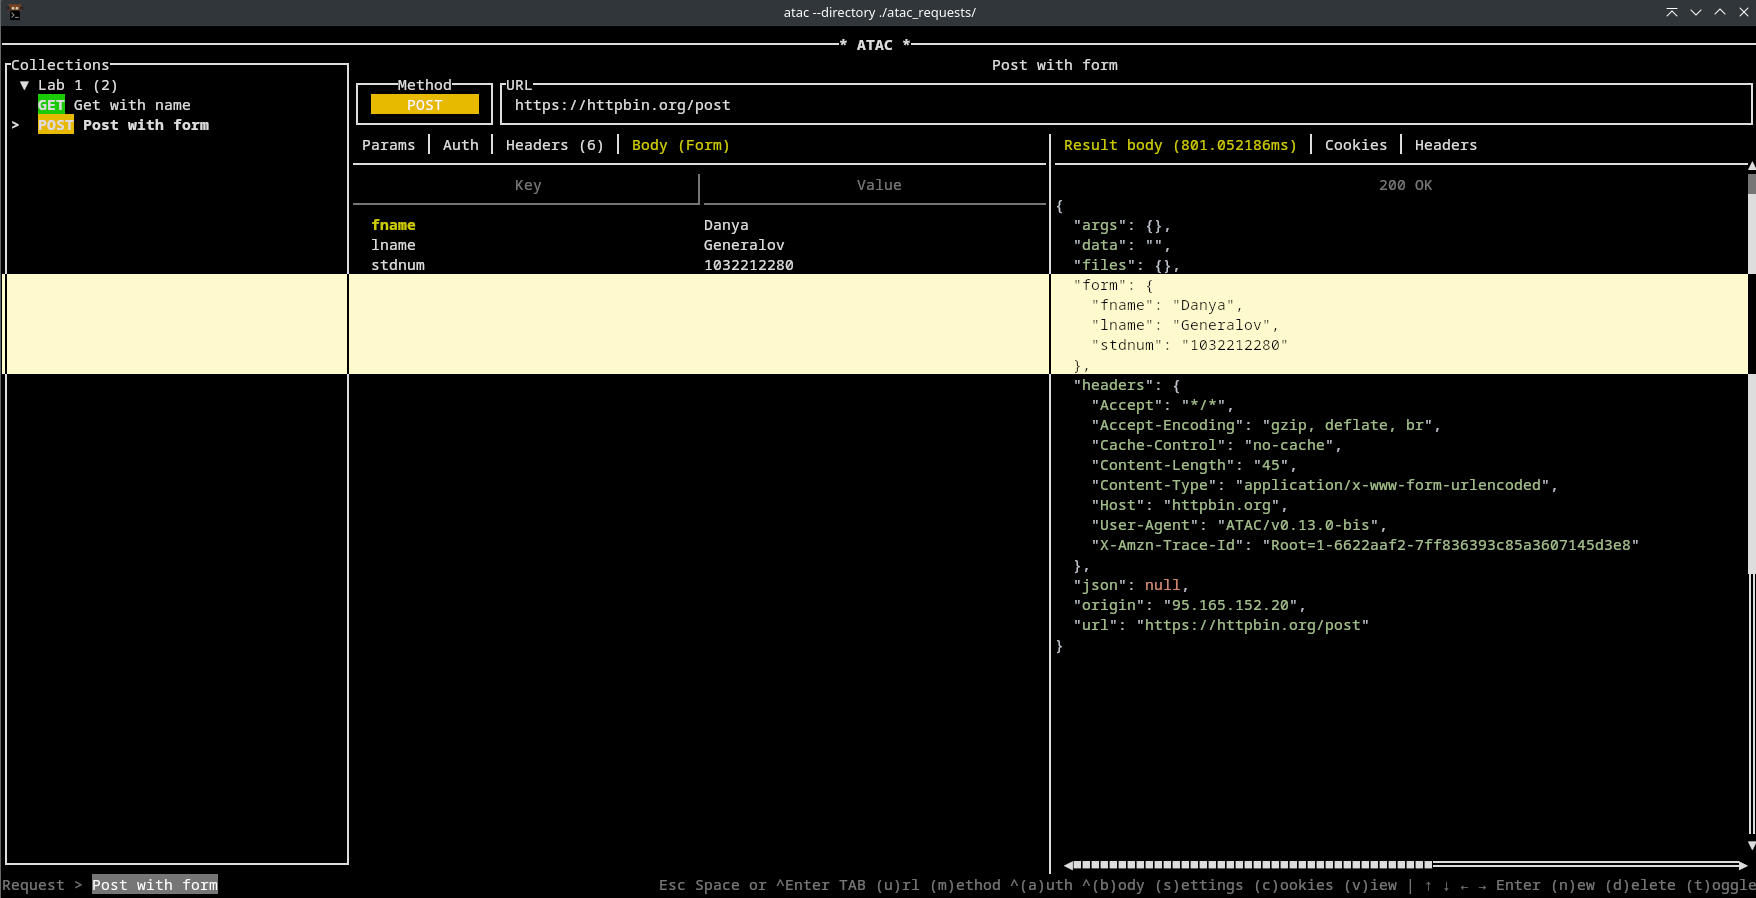 atac --directory ./atac_requests/
* ATAC *
Collections
Post with form
▼ Lab 1 (2)
GET Get with name
> POST Post with form
Method
POST
URL
https://httpbin.org/post
Params | Auth | Headers (6) | Body (Form)
Key Value
fname Danya
lname Generalov
stdnum 1032212280
Result body (801.052186ms) | Cookies | Headers
200 OK
{
"args": {},
"data": "",
"files": {},
"form": {
"fname": "Danya",
"lname": "Generalov",
"stdnum": "1032212280"
},
"headers": {
"Accept": "*/*",
"Accept-Encoding": "gzip, deflate, br",
"Cache-Control": "no-cache",
"Content-Length": "45",
"Content-Type": "application/x-www-form-urlencoded",
"Host": "httpbin.org",
"User-Agent": "ATAC/v0.13.0-bis",
"X-Amzn-Trace-Id": "Root=1-6622aaf2-7ff836393c85a3607145d3e8"
},
"json": null,
"origin": "95.165.152.20",
"url": "https://httpbin.org/post"
}
Request > Post with form
Esc Space or ^Enter TAB (u)rl (m)ethod ^(a)uth ^(b)ody (s)ettings (c)ookies (v)iew | ↑ ↓ ← → Enter (n)ew (d)elete (t)oggle